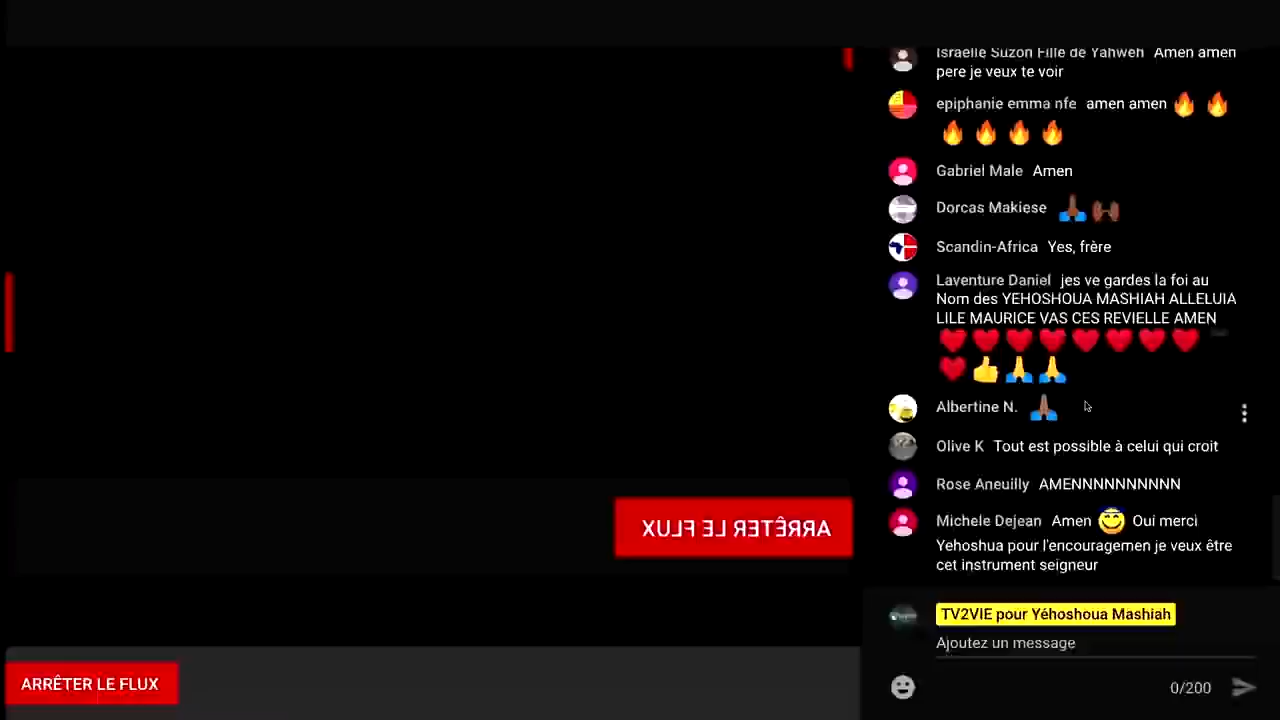 Israëlle Suzon Fille de Yahweh Amen amen
pere je veux te voir
epiphanie emma nfe amen amen
Gabriel Male Amen
Dorcas Makiese
Scandin-Africa Yes, frère
Laventure Daniel jes ve gardes la foi au
Nom des YEHOSHOUA MASHIAH ALLELUIA
LILE MAURICE VAS CES REVIELLE AMEN
Albertine N.
Olive K Tout est possible à celui qui croit
Rose Aneuilly AMENNNNNNNNNNN
Michele Dejean Amen Oui merci
Yehoshua pour l'encouragemen je veux être
cet instrument seigneur
TV2VIE pour Yéhoshoua Mashiah
Ajoutez un message
0/200
ARRÊTER LE FLUX
ARRÊTER LE FLUX